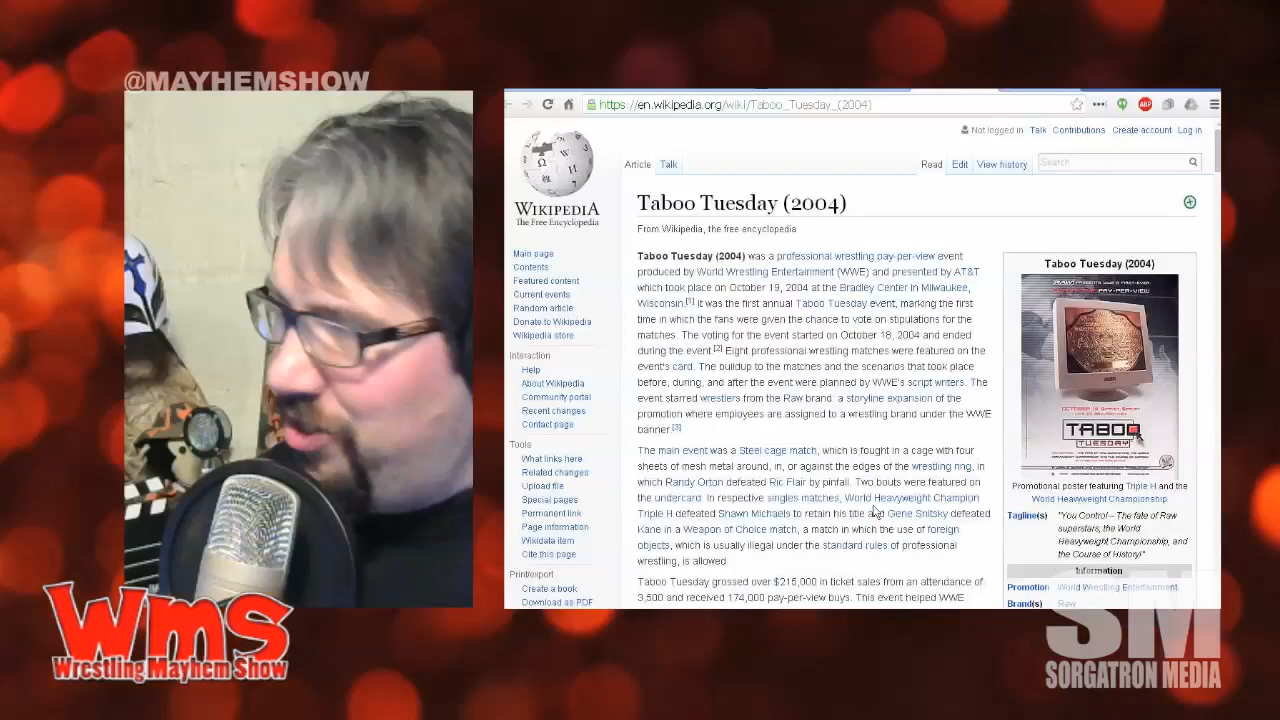 @MAYHEMSHOW
https://en.wikipedia.org/wiki/Taboo_Tuesday_(2004)
Not logged in Talk Contributions Create account Log in
Article Talk Read Edit View history Search
WIKIPEDIA
The Free Encyclopedia
Main page
Contents
Featured content
Current events
Random article
Donate to Wikipedia
Wikipedia store
Interaction
Help
About Wikipedia
Community portal
Recent changes
Contact page
Tools
What links here
Related changes
Upload file
Special pages
Permanent link
Page information
Wikidata item
Cite this page
Print/export
Create a book
Download as PDF
Taboo Tuesday (2004)
From Wikipedia, the free encyclopedia
Taboo Tuesday (2004) was a professional wrestling pay-per-view event
produced by World Wrestling Entertainment (WWE) and presented by AT&T
which took place on October 19, 2004 at the Bradley Center in Milwaukee,
Wisconsin.[1] It was the first annual Taboo Tuesday event, marking the first
time in which the fans were given the chance to vote on stipulations for the
matches. The voting for the event started on October 18, 2004 and ended
during the event.[2] Eight professional wrestling matches were featured on the
event's card. The buildup to the matches and the scenarios that took place
before, during, and after the event were planned by WWE's script writers. The
event starred wrestlers from the Raw brand: a storyline expansion of the
promotion where employees are assigned to a wrestling brand under the WWE
banner.[3]
The main event was a Steel cage match, which is fought in a cage with four
sheets of mesh metal around, in, or against the edges of the wrestling ring, in
which Randy Orton defeated Ric Flair by pinfall. Two bouts were featured on
the undercard. In respective singles matches, World Heavyweight Champion
Triple H defeated Shawn Michaels to retain his title and Gene Snitsky defeated
Kane in a Weapon of Choice match, a match in which the use of foreign
objects, which is usually illegal under the standard rules of professional
wrestling, is allowed.
Taboo Tuesday grossed over $215,000 in ticket sales from an attendance of
3,500 and received 174,000 pay-per-view buys. This event helped WWE
Taboo Tuesday (2004)
TABOO
TUESDAY
Promotional poster featuring Triple H and the
World Heavyweight Championship
Tagline(s) "You Control—The fate of Raw
superstars, the World
Heavyweight Championship, and
the Course of History!"
Information
Promotion World Wrestling Entertainment
Brand(s) Raw
WMS
Wrestling Mayhem Show
SM
SORGATRON MEDIA